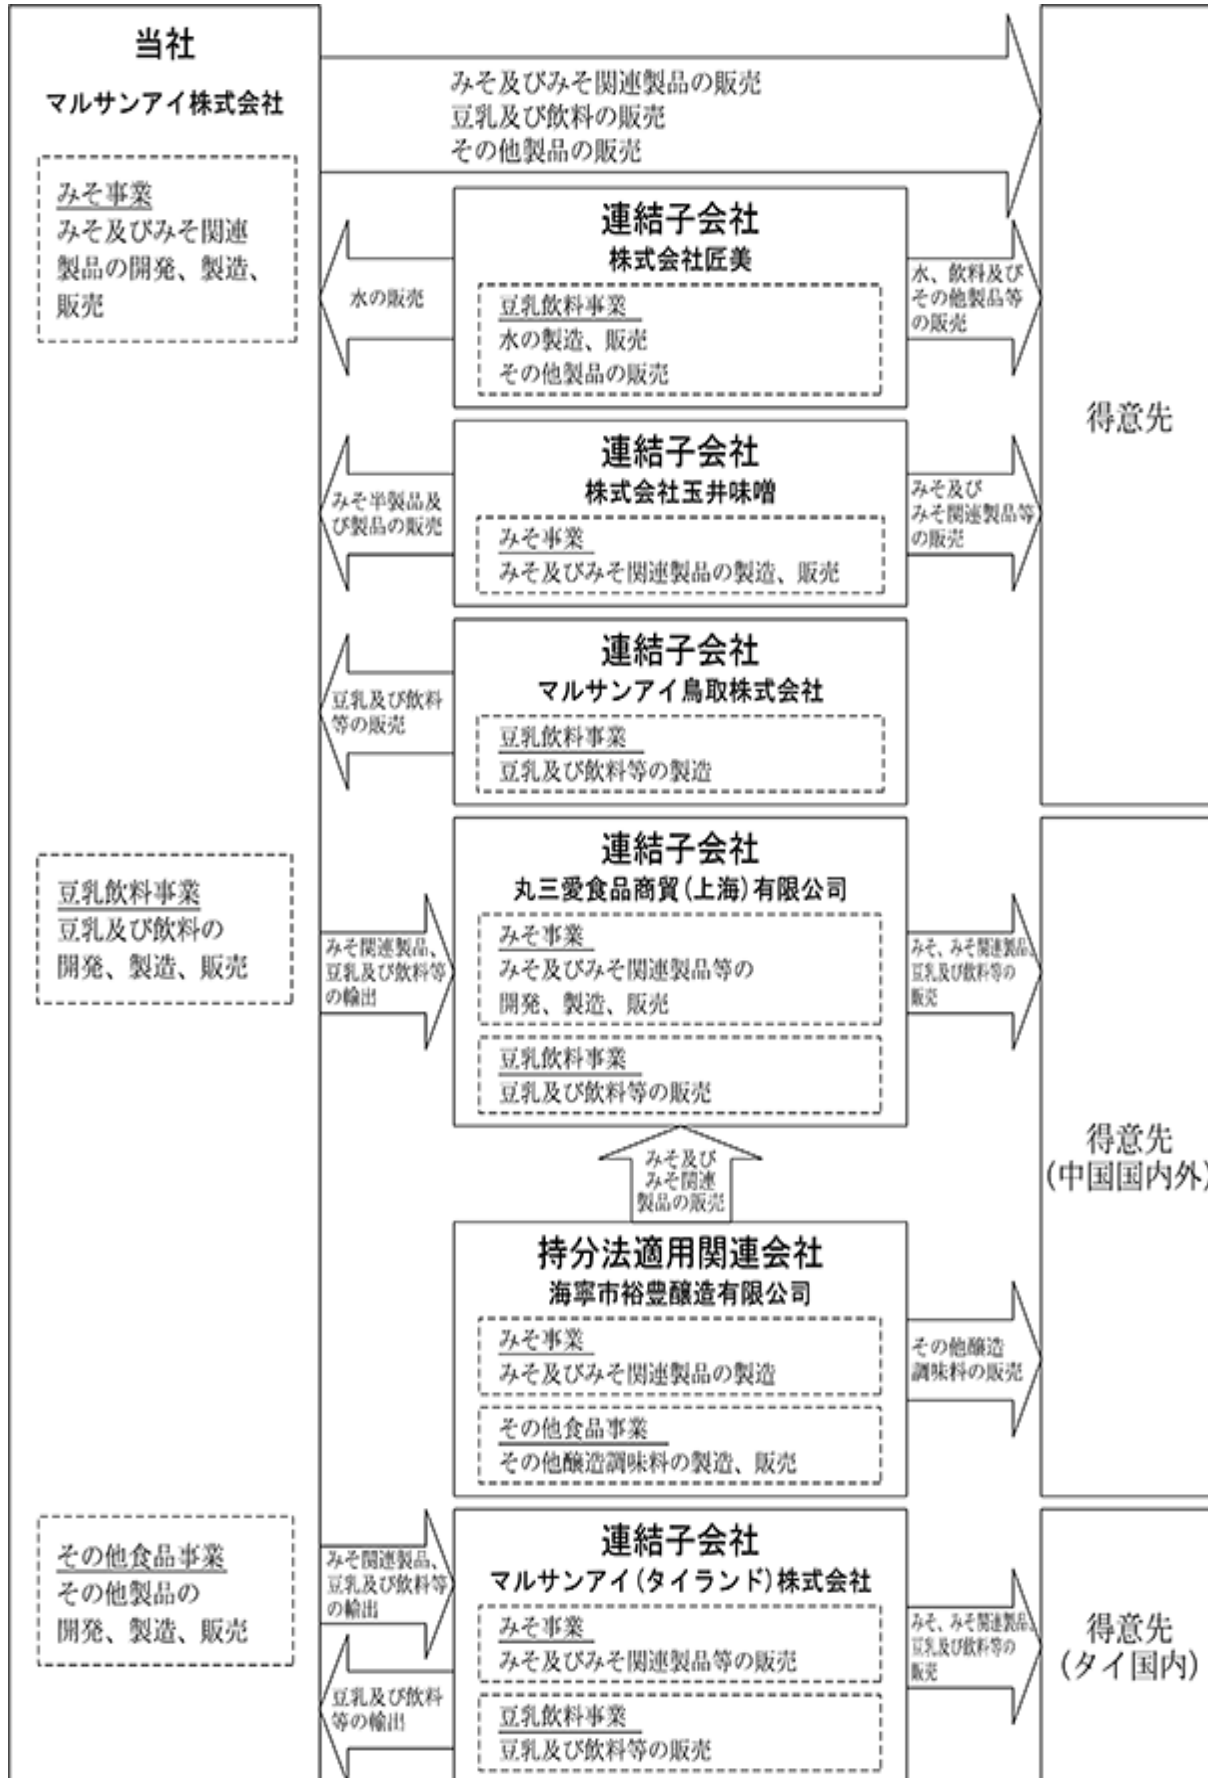 当社
マルサンアイ株式会社
みそ事業
みそ及びみそ関連
製品の開発、製造、
販売
みそ及びみそ関連製品の販売
豆乳及び飲料の販売
その他製品の販売
水の販売
連結子会社
株式会社匠美
豆乳飲料事業
水の製造、販売
その他製品の販売
水、飲料及び
その他製品等
の販売
得意先
みそ半製品及
び製品の販売
連結子会社
株式会社玉井味噌
みそ事業
みそ及びみそ関連製品の製造、販売
みそ及び
みそ関連製品等
の販売
豆乳及び飲料
等の販売
連結子会社
マルサンアイ鳥取株式会社
豆乳飲料事業
豆乳及び飲料等の製造
豆乳飲料事業
豆乳及び飲料の
開発、製造、販売
みそ関連製品、
豆乳及び飲料等
の輸出
連結子会社
丸三愛食品商貿(上海)有限公司
みそ事業
みそ及びみそ関連製品等の
開発、製造、販売
豆乳飲料事業
豆乳及び飲料等の販売
みそ、みそ関連製品、
豆乳及び飲料等の
販売
得意先
(中国国内外)
みそ及び
みそ関連
製品の販売
持分法適用関連会社
海寧市裕豊醸造有限公司
みそ事業
みそ及びみそ関連製品の製造
その他食品事業
その他醸造調味料の製造、販売
その他醸造
調味料の販売
その他食品事業
その他製品の
開発、製造、販売
みそ関連製品、
豆乳及び飲料等
の輸出
豆乳及び飲料
等の輸出
連結子会社
マルサンアイ(タイランド)株式会社
みそ事業
みそ及びみそ関連製品等の販売
豆乳飲料事業
豆乳及び飲料等の販売
みそ、みそ関連製品、
豆乳及び飲料等の
販売
得意先
(タイ国内)